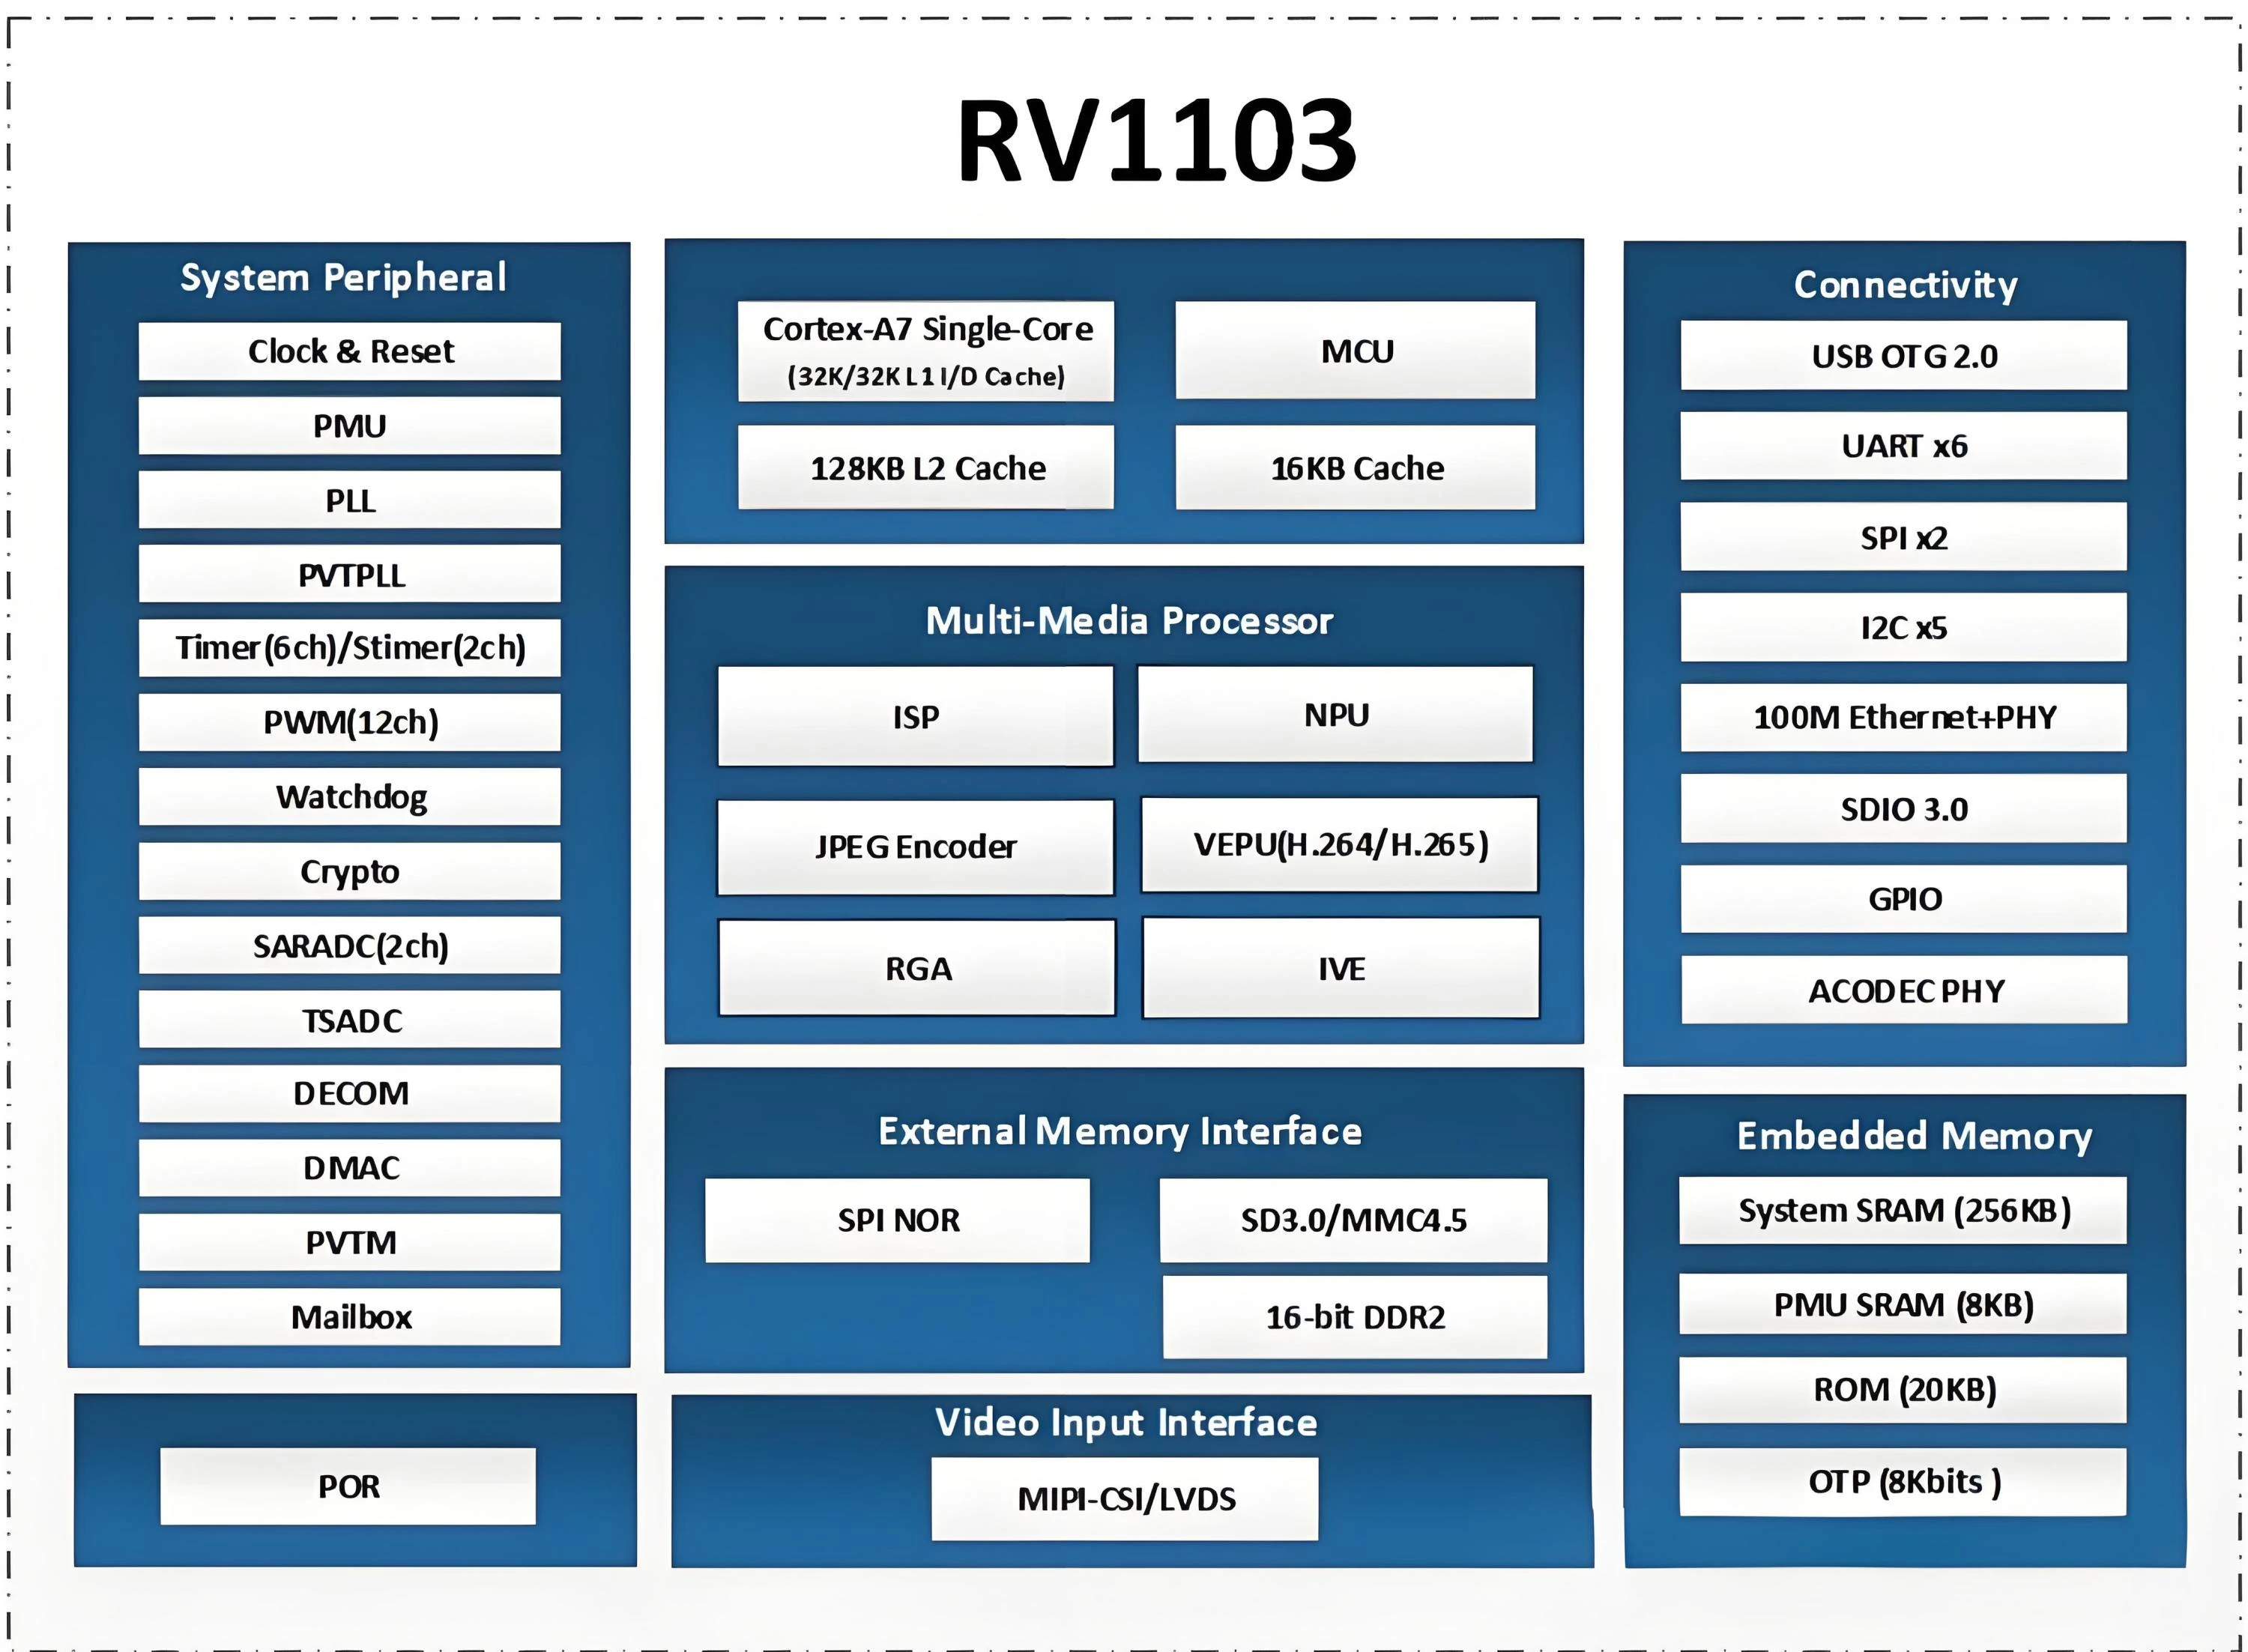 RV1103
System Peripheral
Clock & Reset
PMU
PLL
PVTPLL
Timer(6ch)/Stimer(2ch)
PWM(12ch)
Watchdog
Crypto
SARADC(2ch)
TSADC
DECOM
DMAC
PVTM
Mailbox
POR
Cortex-A7 Single-Core
(32K/32K L1 I/D Cache)
MCU
128KB L2 Cache
16KB Cache
Multi-Media Processor
ISP
NPU
JPEG Encoder
VEPU(H.264/H.265)
RGA
IVE
External Memory Interface
SPI NOR
SD3.0/MMC4.5
16-bit DDR2
Video Input Interface
MIPI-CSI/LVDS
Connectivity
USB OTG 2.0
UART x6
SPI x2
I2C x5
100M Ethernet+PHY
SDIO 3.0
GPIO
ACODEC PHY
Embedded Memory
System SRAM (256KB)
PMU SRAM (8KB)
ROM (20KB)
OTP (8Kbits )